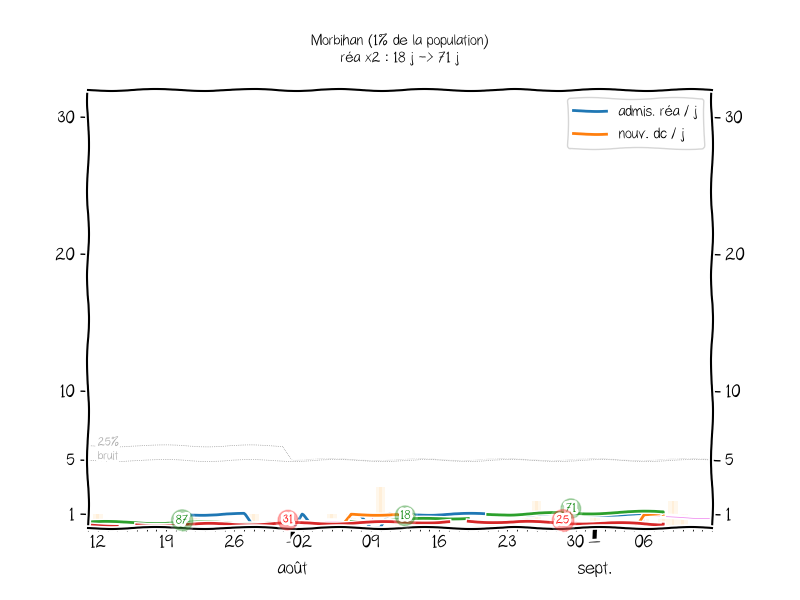 Morbihan (1% de la population)
réa x2 : 18 j -> 71 j
admis. réa / j
nouv. dc / j
30 30
20 20
10 10
25%
bruit
5 5
1 1
87 31 18 25 71
12 19 26 02 09 16 23 30 06
août sept.